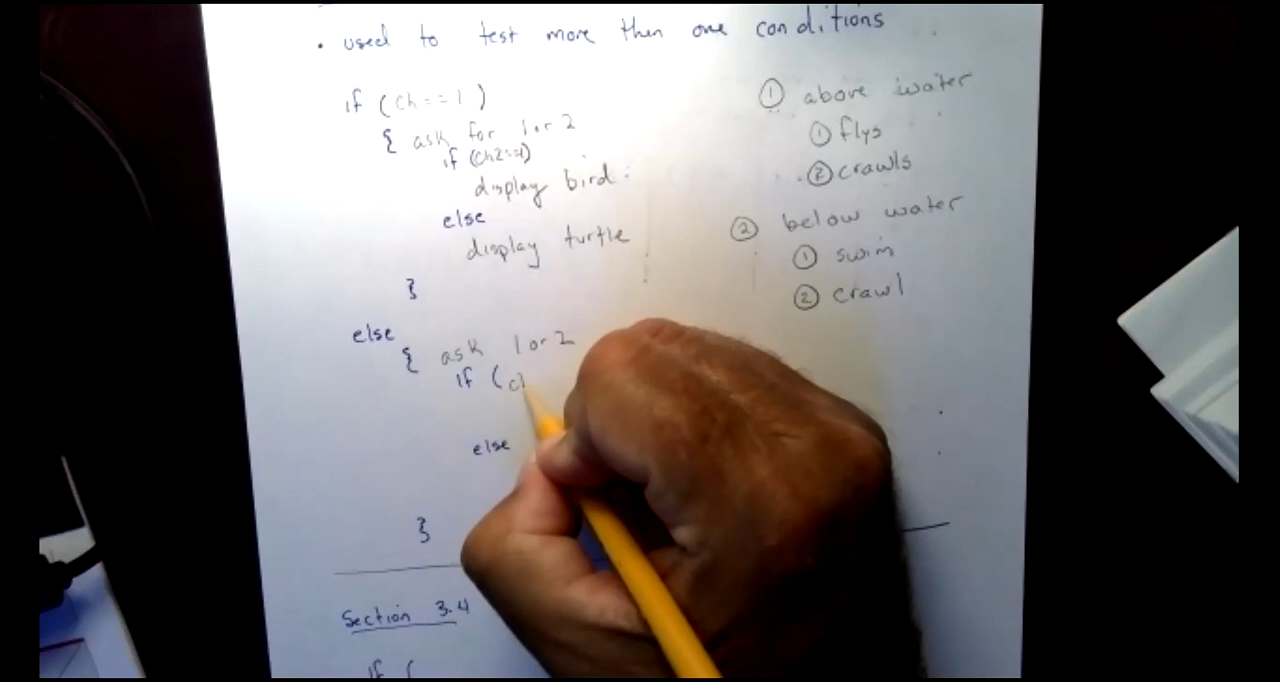 • used to test more then one conditions
if (ch==1)
{ ask for 1 or 2
if (ch2==1)
display bird.
else
display turtle
}
else
{ ask 1 or 2
if (c
else
}
① above water
① flys
② crawls
② below water
① swim
② crawl
Section 3.4
if (